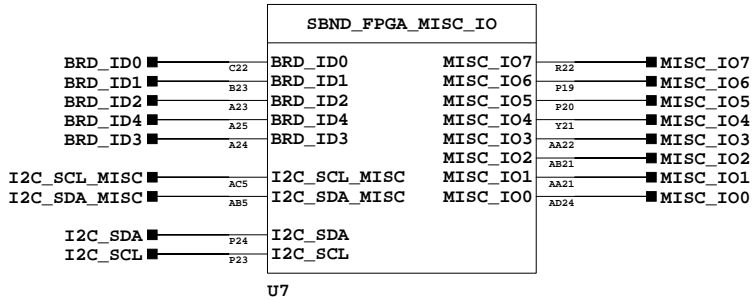 SBND_FPGA_MISC_IO
BRD_ID0 C22 BRD_ID0 MISC_IO7 R22 MISC_IO7
BRD_ID1 B23 BRD_ID1 MISC_IO6 P19 MISC_IO6
BRD_ID2 A23 BRD_ID2 MISC_IO5 P20 MISC_IO5
BRD_ID4 A25 BRD_ID4 MISC_IO4 Y21 MISC_IO4
BRD_ID3 A24 BRD_ID3 MISC_IO3 AA22 MISC_IO3
MISC_IO2 AB21 MISC_IO2
I2C_SCL_MISC AC5 I2C_SCL_MISC MISC_IO1 AA21 MISC_IO1
I2C_SDA_MISC AB5 I2C_SDA_MISC MISC_IO0 AD24 MISC_IO0
I2C_SDA P24 I2C_SDA
I2C_SCL P23 I2C_SCL
U7